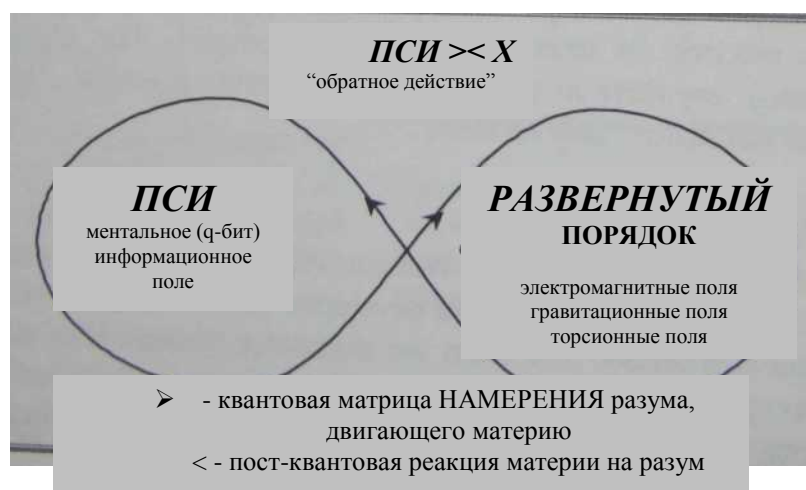 ПСИ >< X
“обратное действие”
ПСИ
ментальное (q-бит)
информационное
поле
РАЗВЕРНУТЫЙ
ПОРЯДОК
электромагнитные поля
гравитационные поля
торсионные поля
➢ - квантовая матрица НАМЕРЕНИЯ разума,
двигающего материю
< - пост-квантовая реакция материи на разум